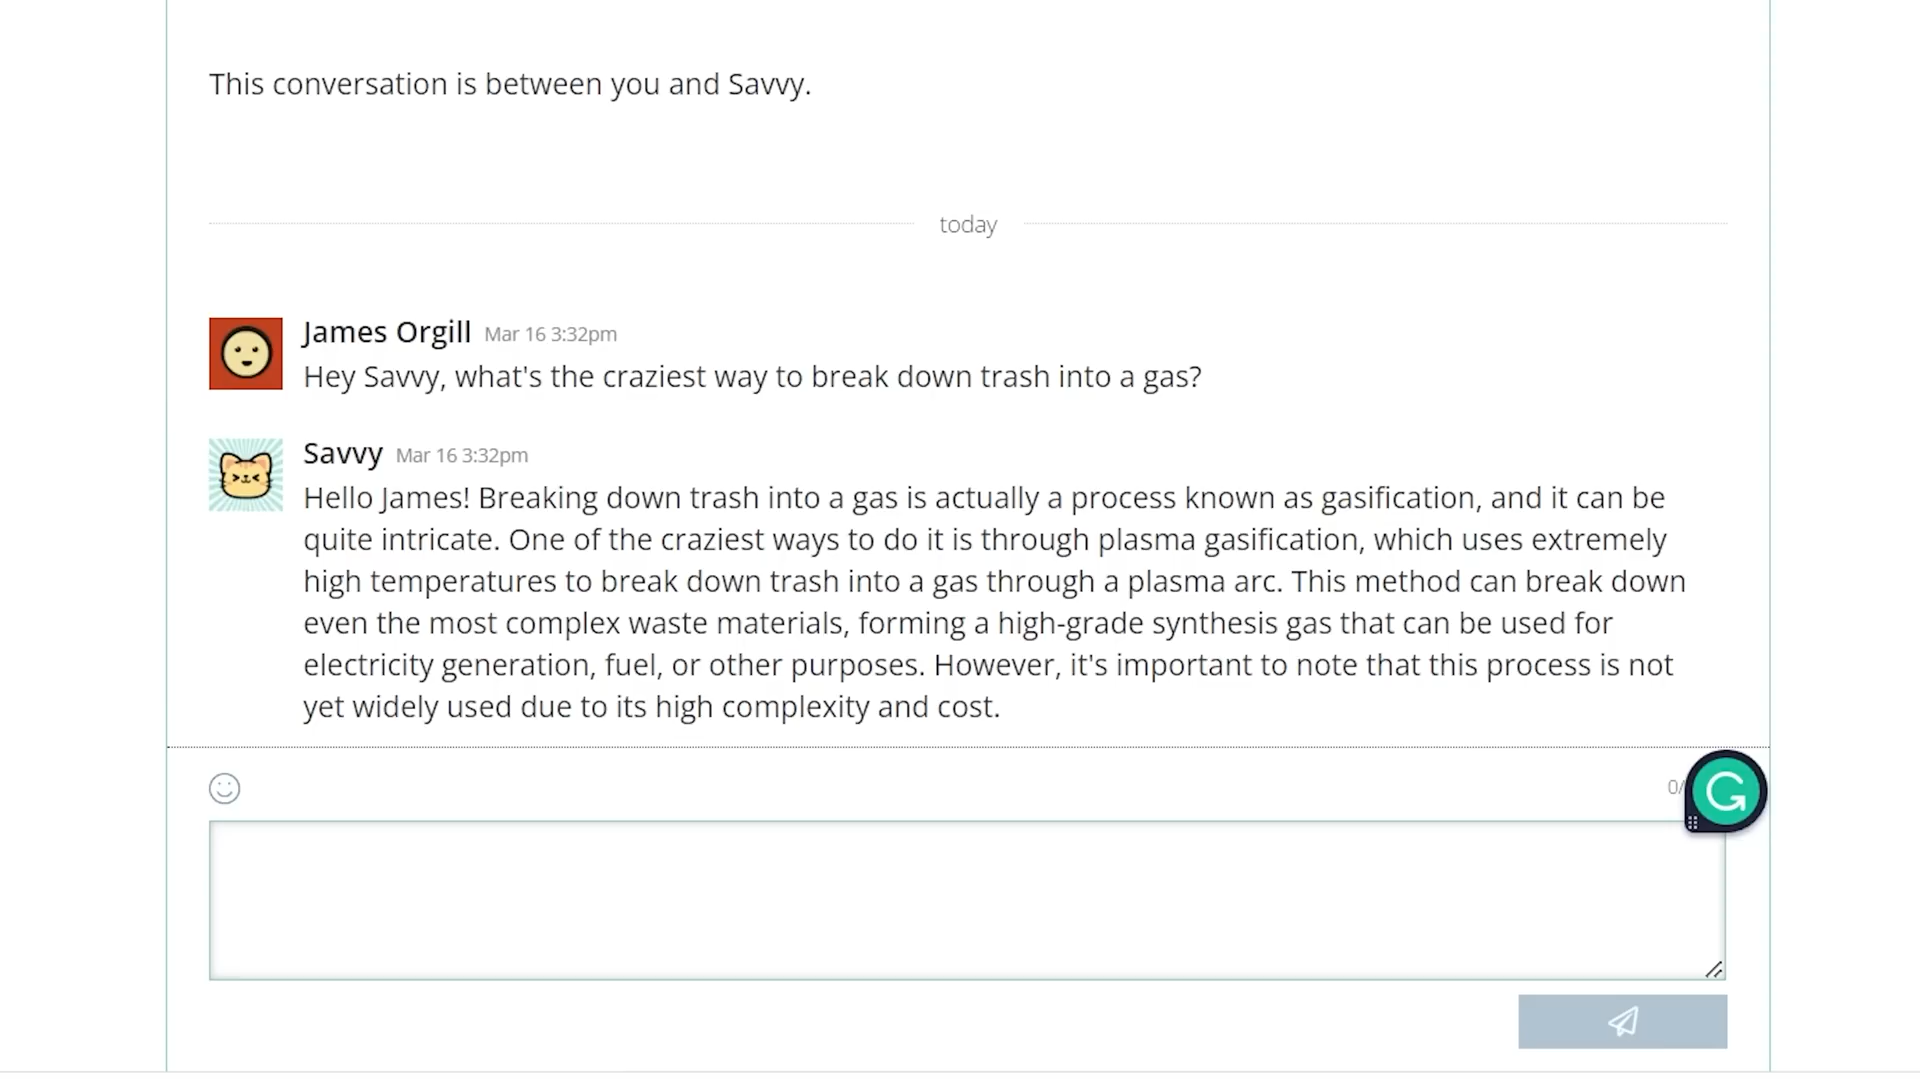 This conversation is between you and Savvy.
today
James Orgill Mar 16 3:32pm
Hey Savvy, what's the craziest way to break down trash into a gas?
Savvy Mar 16 3:32pm
Hello James! Breaking down trash into a gas is actually a process known as gasification, and it can be
quite intricate. One of the craziest ways to do it is through plasma gasification, which uses extremely
high temperatures to break down trash into a gas through a plasma arc. This method can break down
even the most complex waste materials, forming a high-grade synthesis gas that can be used for
electricity generation, fuel, or other purposes. However, it's important to note that this process is not
yet widely used due to its high complexity and cost.
0/
G